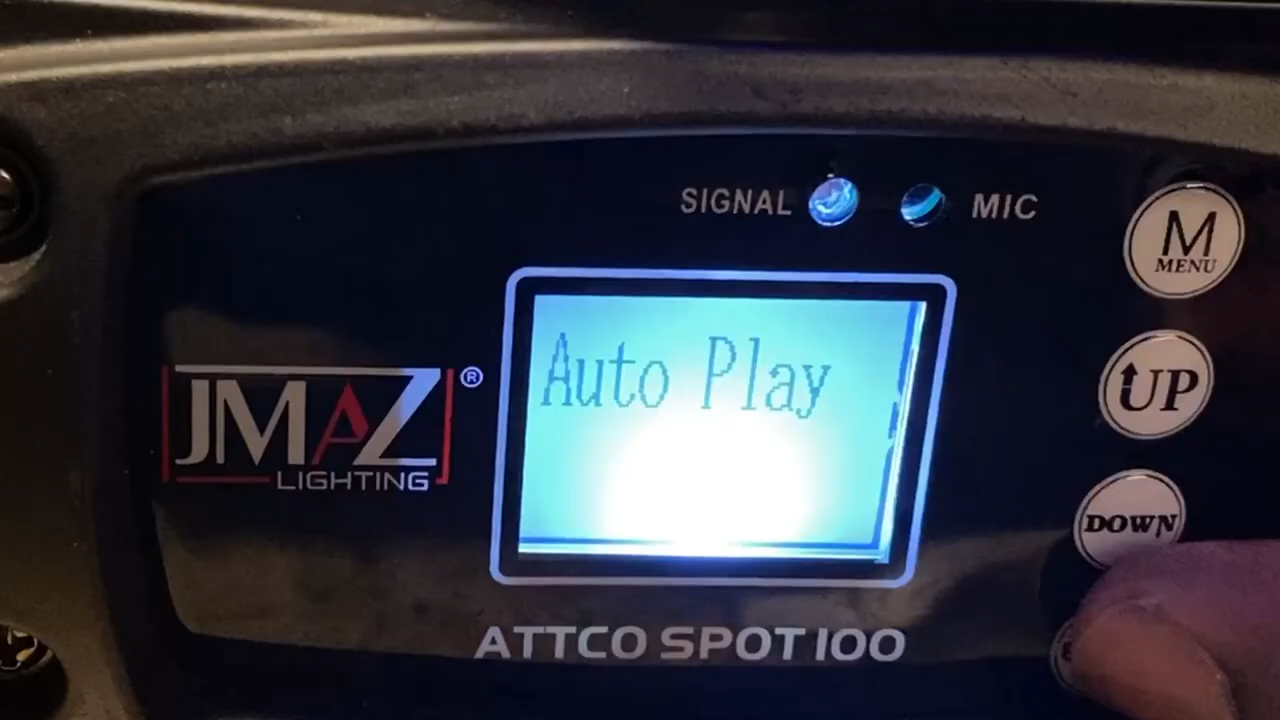 SIGNAL
MIC
M
MENU
Auto Play
UP
JMAZ®
LIGHTING
DOWN
ATTCO SPOT 100